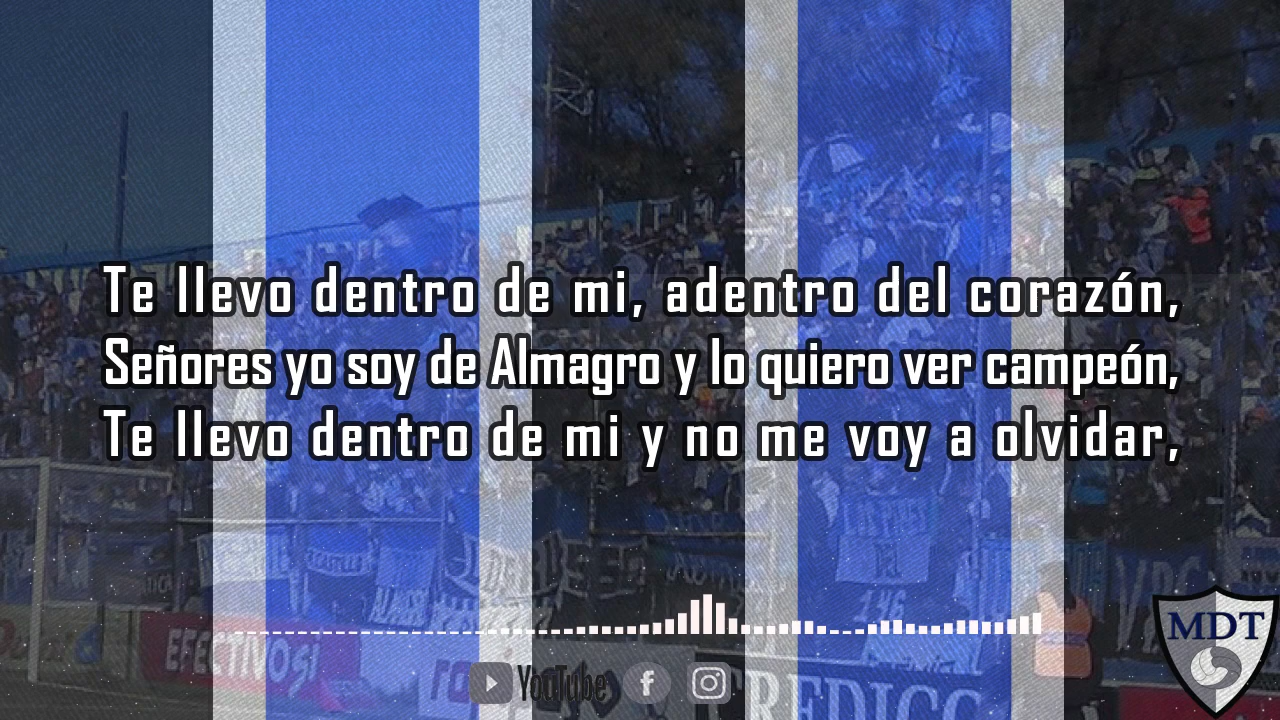 Te llevo dentro de mi, adentro del corazón,
Señores yo soy de Almagro y lo quiero ver campeón,
Te llevo dentro de mi y no me voy a olvidar,
EFECTIVOSI
YouTube
MDT